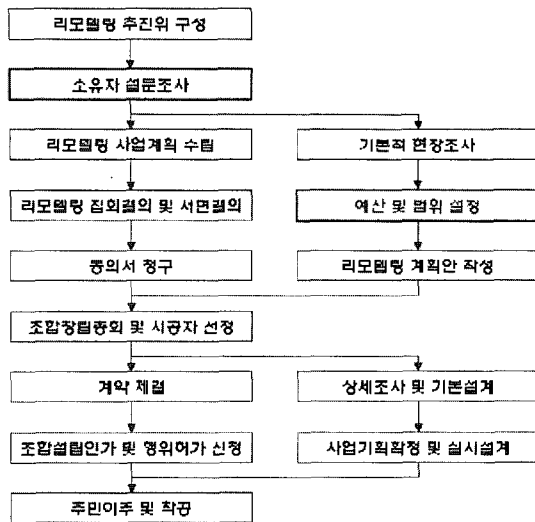 리모델링 추진위 구성
소유자 설문조사
리모델링 사업계획 수립
기본적 현장조사
리모델링 집회결의 및 서면결의
예산 및 범위 설정
동의서 청구
리모델링 계획안 작성
조합창립총회 및 시공자 선정
계약 체결
상세조사 및 기본설계
조합설립인가 및 행위허가 신청
사업기획확정 및 실시설계
주민이주 및 착공